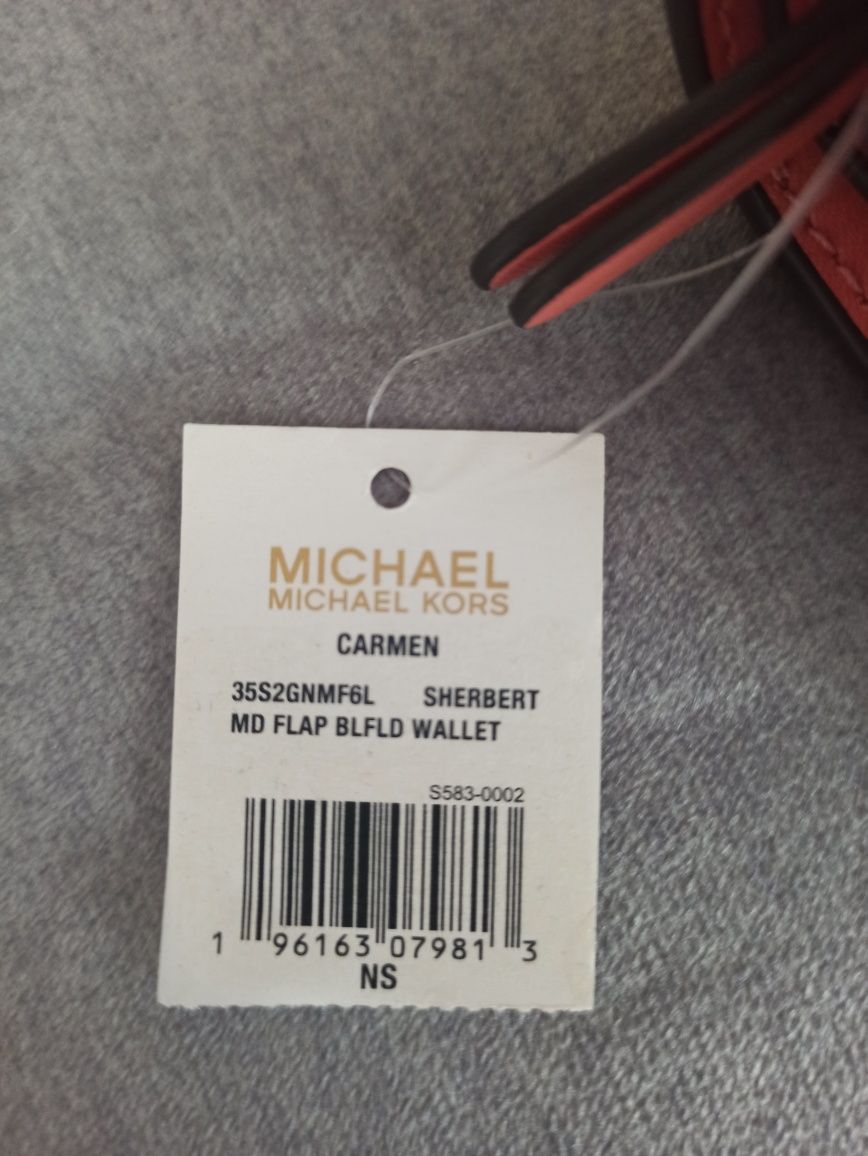 MICHAEL
MICHAEL KORS
CARMEN
35S2GNMF6L SHERBERT
MD FLAP BLFLD WALLET
S583-0002
1 96163 07981 3
NS